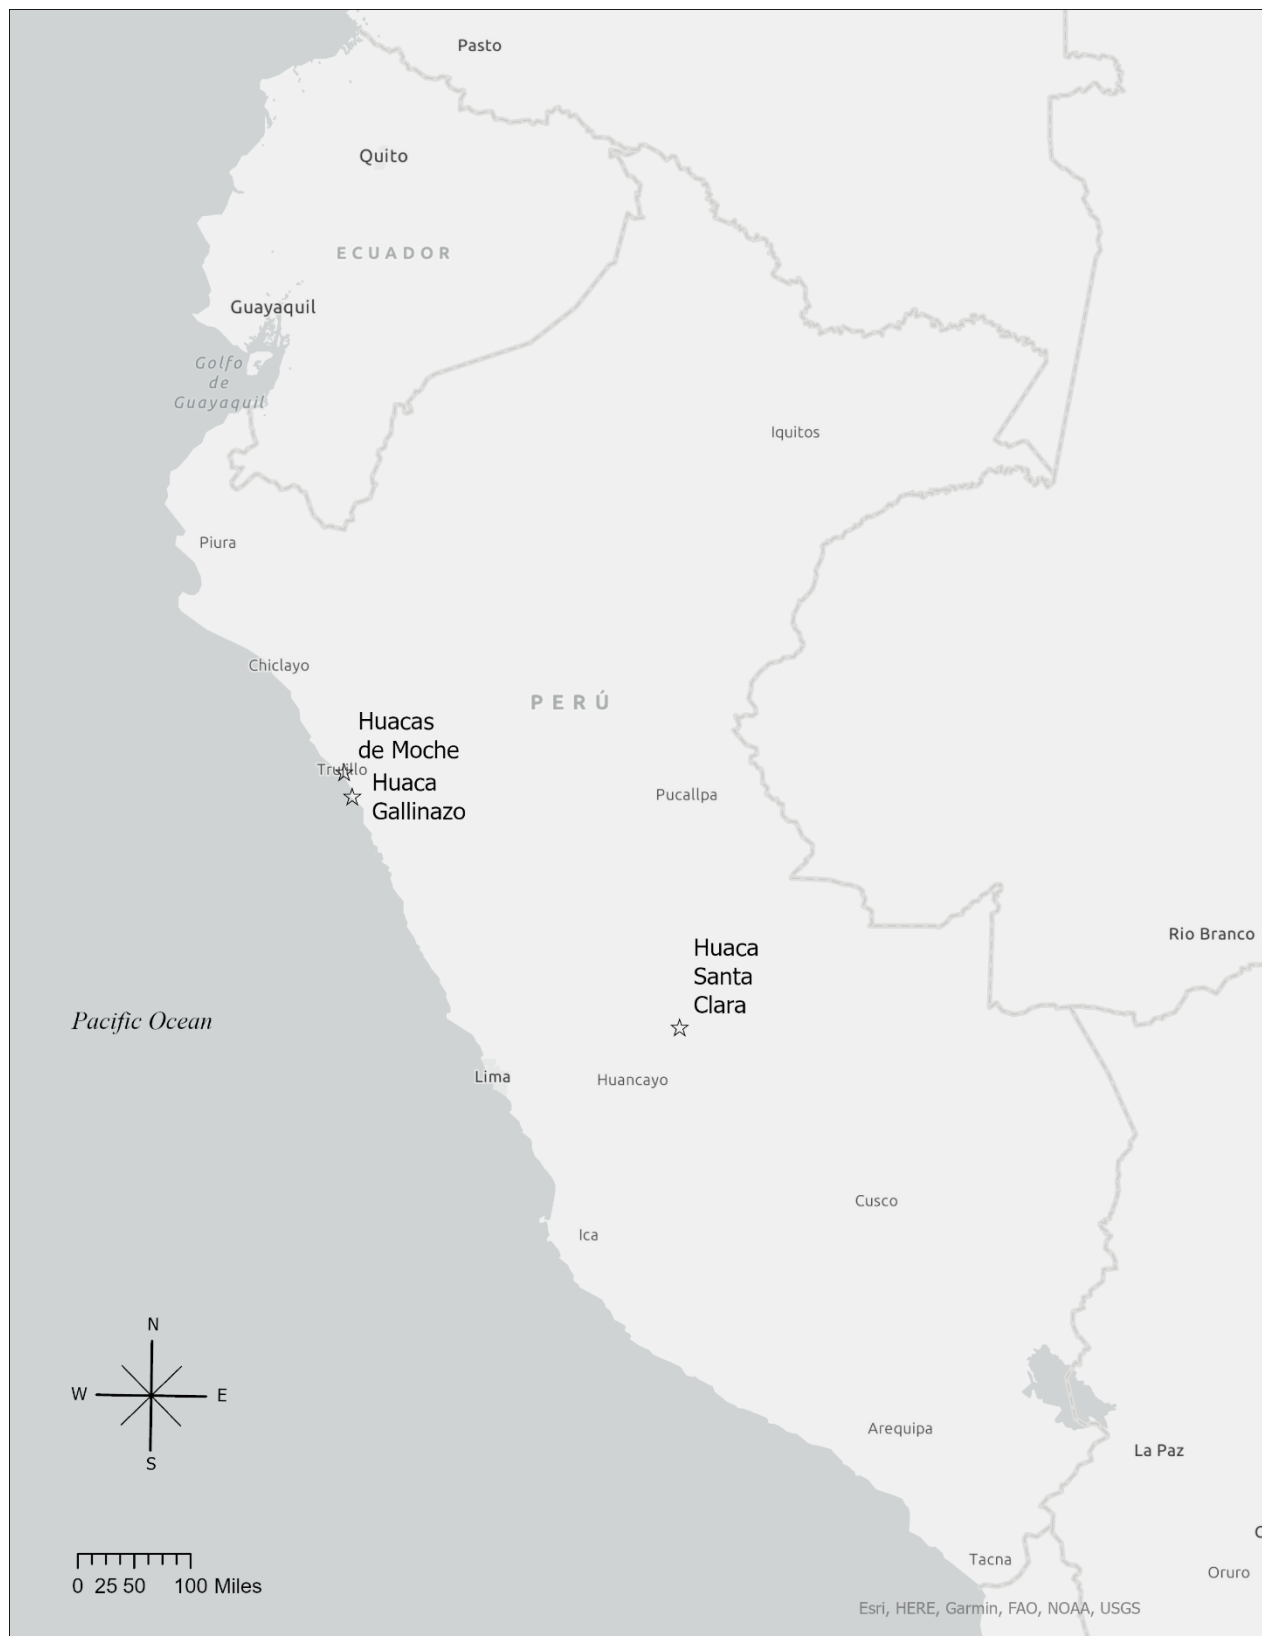 Pasto
Quito
ECUADOR
Guayaquil
Golfo
de
Guayaquil
Iquitos
Piura
Chiclayo
PERÚ
Huacas
de Moche
Trujillo
Huaca
Gallinazo
Pucallpa
Rio Branco
Huaca
Santa
Clara
Pacific Ocean
Lima
Huancayo
Cusco
Ica
N
W E
S
Arequipa
La Paz
C
Tacna
Oruro
0 25 50 100 Miles
Esri, HERE, Garmin, FAO, NOAA, USGS